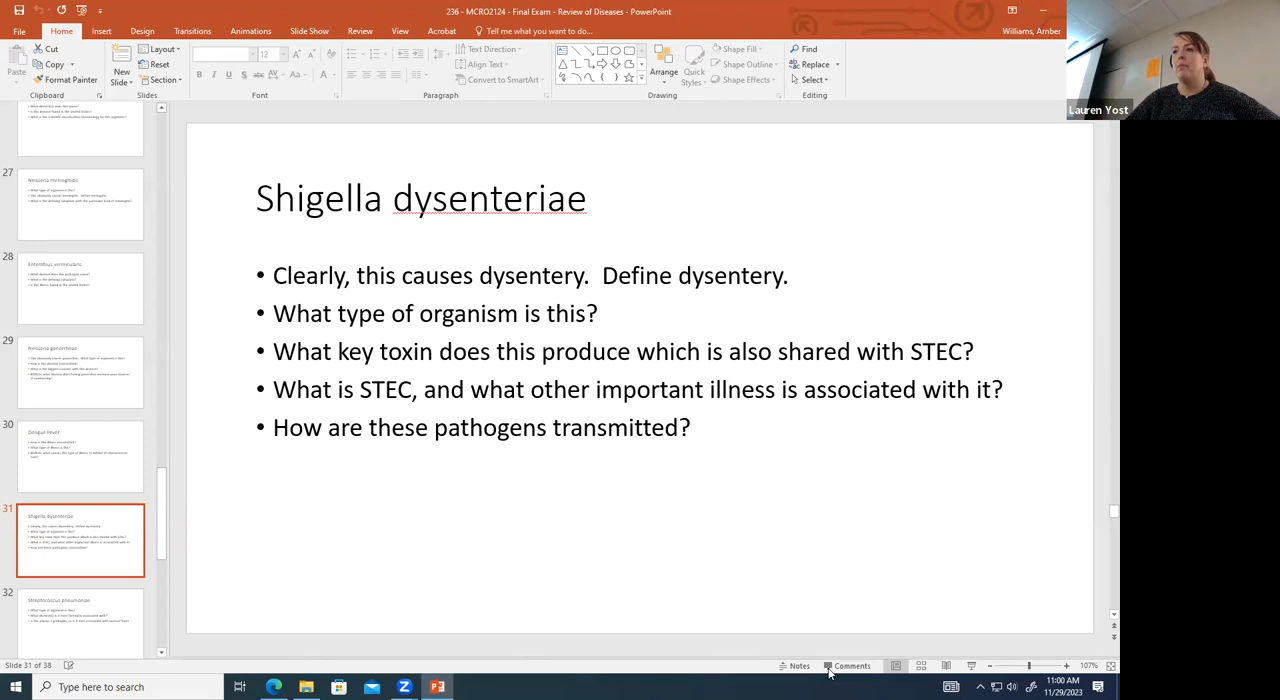 236 - MCRO2124 - Final Exam - Review of Diseases - PowerPoint
File Home Insert Design Transitions Animations Slide Show Review View Acrobat Tell me what you want to do... Williams, Amber
Paste
Cut
Copy
Format Painter
Clipboard
New
Slide
Layout
Reset
Section
Slides
12
B I U S abc AV Aa A
Font
Text Direction
Align Text
Convert to SmartArt
Paragraph
Arrange
Quick
Styles
Shape Fill
Shape Outline
Shape Effects
Drawing
Find
Replace
Select
Editing
Lauren Yost
27
Neisseria meningitidis
28
29
Neisseria gonorrhoeae
30
Dengue Fever
31
Shigella dysenteriae
32
Streptococcus pneumoniae
Shigella dysenteriae
• Clearly, this causes dysentery. Define dysentery.
• What type of organism is this?
• What key toxin does this produce which is also shared with STEC?
• What is STEC, and what other important illness is associated with it?
• How are these pathogens transmitted?
Slide 31 of 38
Notes
Comments
107%
Type here to search
11:00 AM
11/29/2023